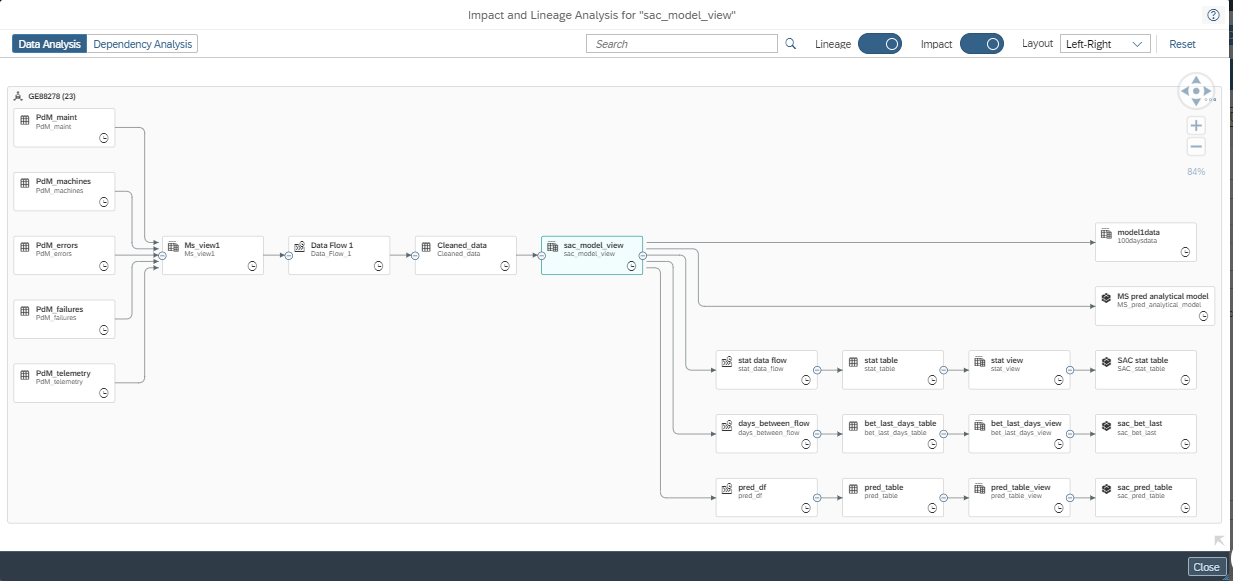 Impact and Lineage Analysis for "sac_model_view"
Data Analysis
Dependency Analysis
Search
Lineage
Impact
Layout
Left-Right
Reset
GE88278 (23)
84%
PdM_maint
PdM_maint
PdM_machines
PdM_machines
PdM_errors
PdM_errors
PdM_failures
PdM_failures
PdM_telemetry
PdM_telemetry
Ms_view1
Ms_view1
Data Flow 1
Data_Flow_1
Cleaned_data
Cleaned_data
sac_model_view
sac_model_view
model1data
100daysdata
MS pred analytical model
MS_pred_analytical_model
stat data flow
stat_data_flow
stat table
stat_table
stat view
stat_view
SAC stat table
SAC_stat_table
days_between_flow
days_between_flow
bet_last_days_table
bet_last_days_table
bet_last_days_view
bet_last_days_view
sac_bet_last
sac_bet_last
pred_df
pred_df
pred_table
pred_table
pred_table_view
pred_table_view
sac_pred_table
sac_pred_table
Close